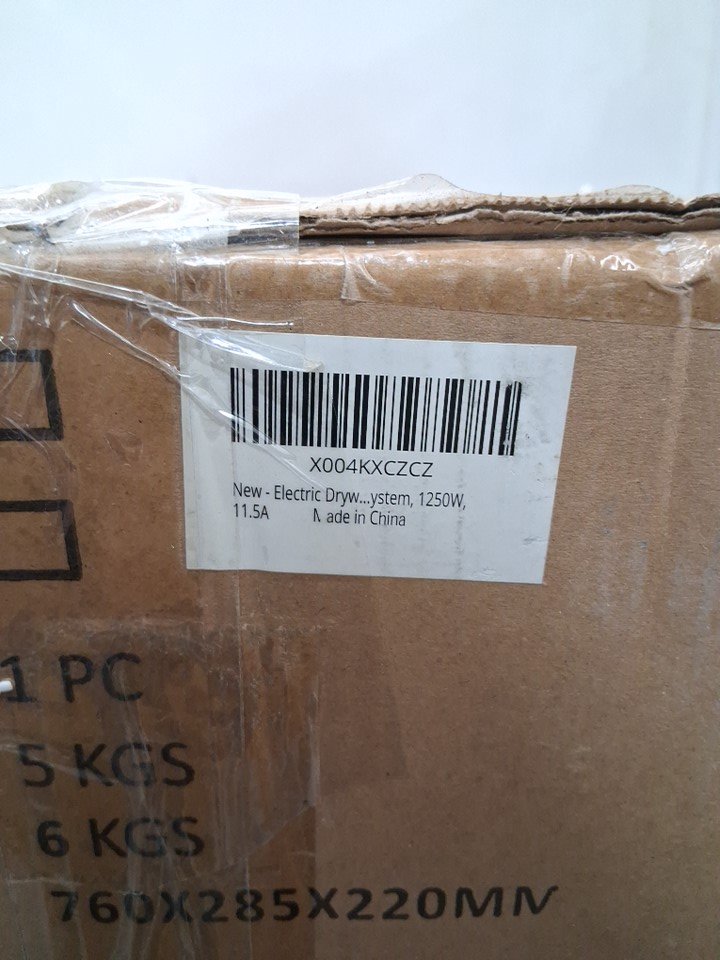 X004KXCZCZ
New - Electric Dryw...ystem, 1250W,
11.5A Made in China
1 PC
5 KGS
6 KGS
760X285X220MM